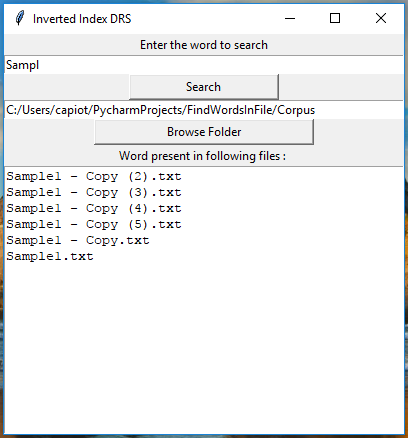 Inverted Index DRS
Enter the word to search
Sampl
Search
C:/Users/capiot/PycharmProjects/FindWordsInFile/Corpus
Browse Folder
Word present in following files :
Sample1 - Copy (2).txt
Sample1 - Copy (3).txt
Sample1 - Copy (4).txt
Sample1 - Copy (5).txt
Sample1 - Copy.txt
Sample1.txt